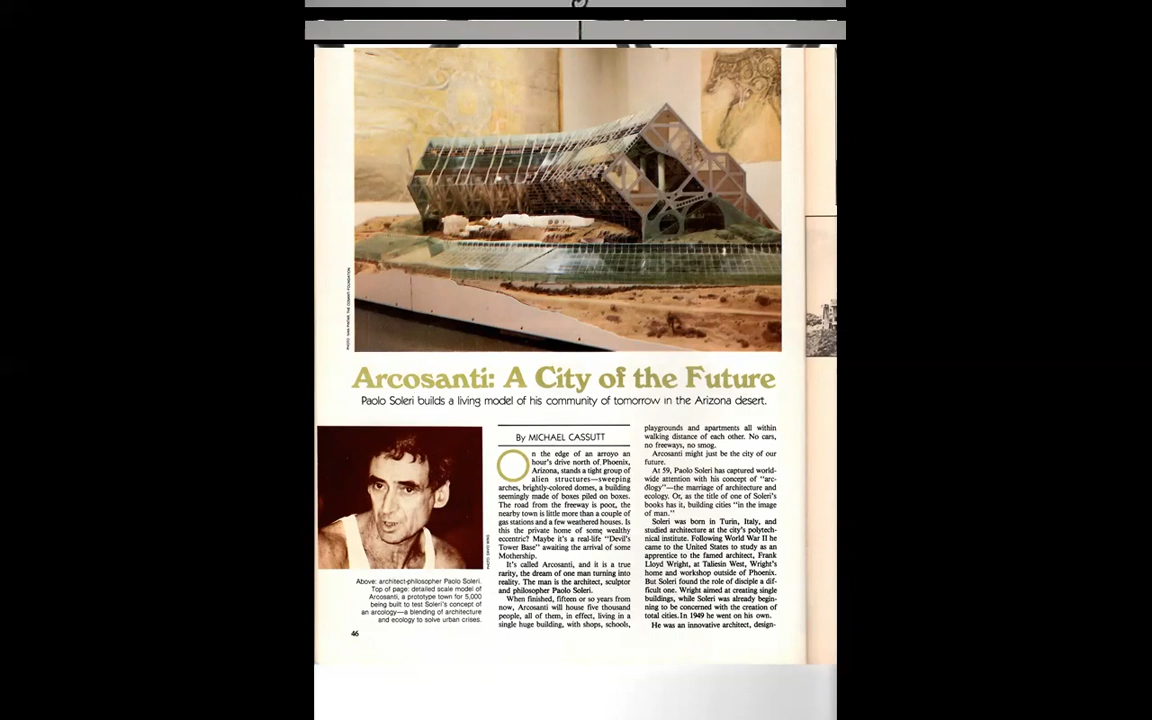 PHOTO: IVAN PINTAR, THE COSANTI FOUNDATION.
Arcosanti: A City of the Future
Paolo Soleri builds a living model of his community of tomorrow in the Arizona desert.
PHOTO: DAVID WING
Above: architect-philosopher Paolo Soleri.
Top of page: detailed scale model of
Arcosanti, a prototype town for 5,000
being built to test Soleri's concept of
an arcology—a blending of architecture
and ecology to solve urban crises.
46
By MICHAEL CASSUTT
On the edge of an arroyo an
hour's drive north of Phoenix,
Arizona, stands a tight group of
alien structures—sweeping
arches, brightly-colored domes, a building
seemingly made of boxes piled on boxes.
The road from the freeway is poor, the
nearby town is little more than a couple of
gas stations and a few weathered houses. Is
this the private home of some wealthy
eccentric? Maybe it's a real-life "Devil's
Tower Base" awaiting the arrival of some
Mothership.
It's called Arcosanti, and it is a true
rarity, the dream of one man turning into
reality. The man is the architect, sculptor
and philosopher Paolo Soleri.
When finished, fifteen or so years from
now, Arcosanti will house five thousand
people, all of them, in effect, living in a
single huge building, with shops, schools,
playgrounds and apartments all within
walking distance of each other. No cars,
no freeways, no smog.
Arcosanti might just be the city of our
future.
At 59, Paolo Soleri has captured world-
wide attention with his concept of "arc-
ology"—the marriage of architecture and
ecology. Or, as the title of one of Soleri's
books has it, building cities "in the image
of man."
Soleri was born in Turin, Italy, and
studied architecture at the city's polytech-
nical institute. Following World War II he
came to the United States to study as an
apprentice to the famed architect, Frank
Lloyd Wright, at Taliesin West, Wright's
home and workshop outside of Phoenix.
But Soleri found the role of disciple a dif-
ficult one. Wright aimed at creating single
buildings, while Soleri was already begin-
ning to be concerned with the creation of
total cities. In 1949 he went on his own.
He was an innovative architect, design-